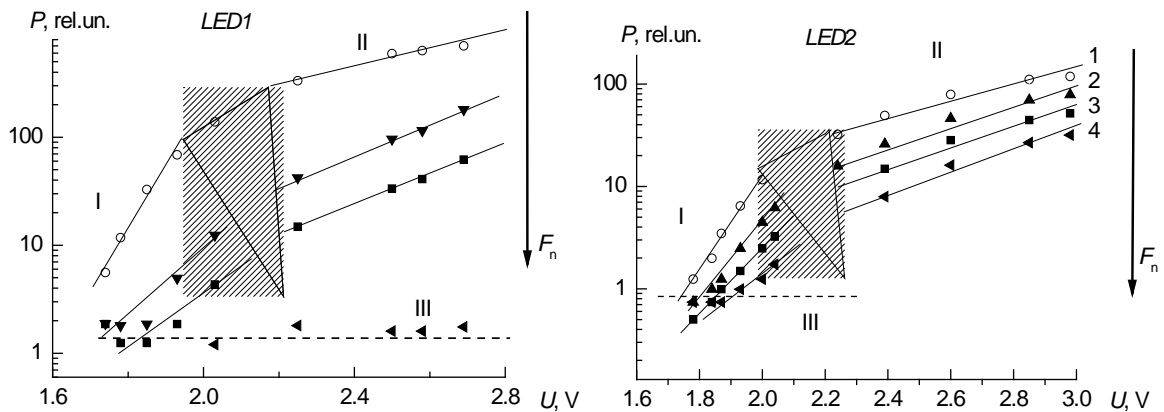 P, rel.un.
LED1
II
100
I
10
F_n
III
1
1.6
2.0
2.4
2.8
U, V
P, rel.un.
LED2
II
1
100
2
3
4
I
10
F_n
1
III
1.6
1.8
2.0
2.2
2.4
2.6
2.8
3.0
U, V